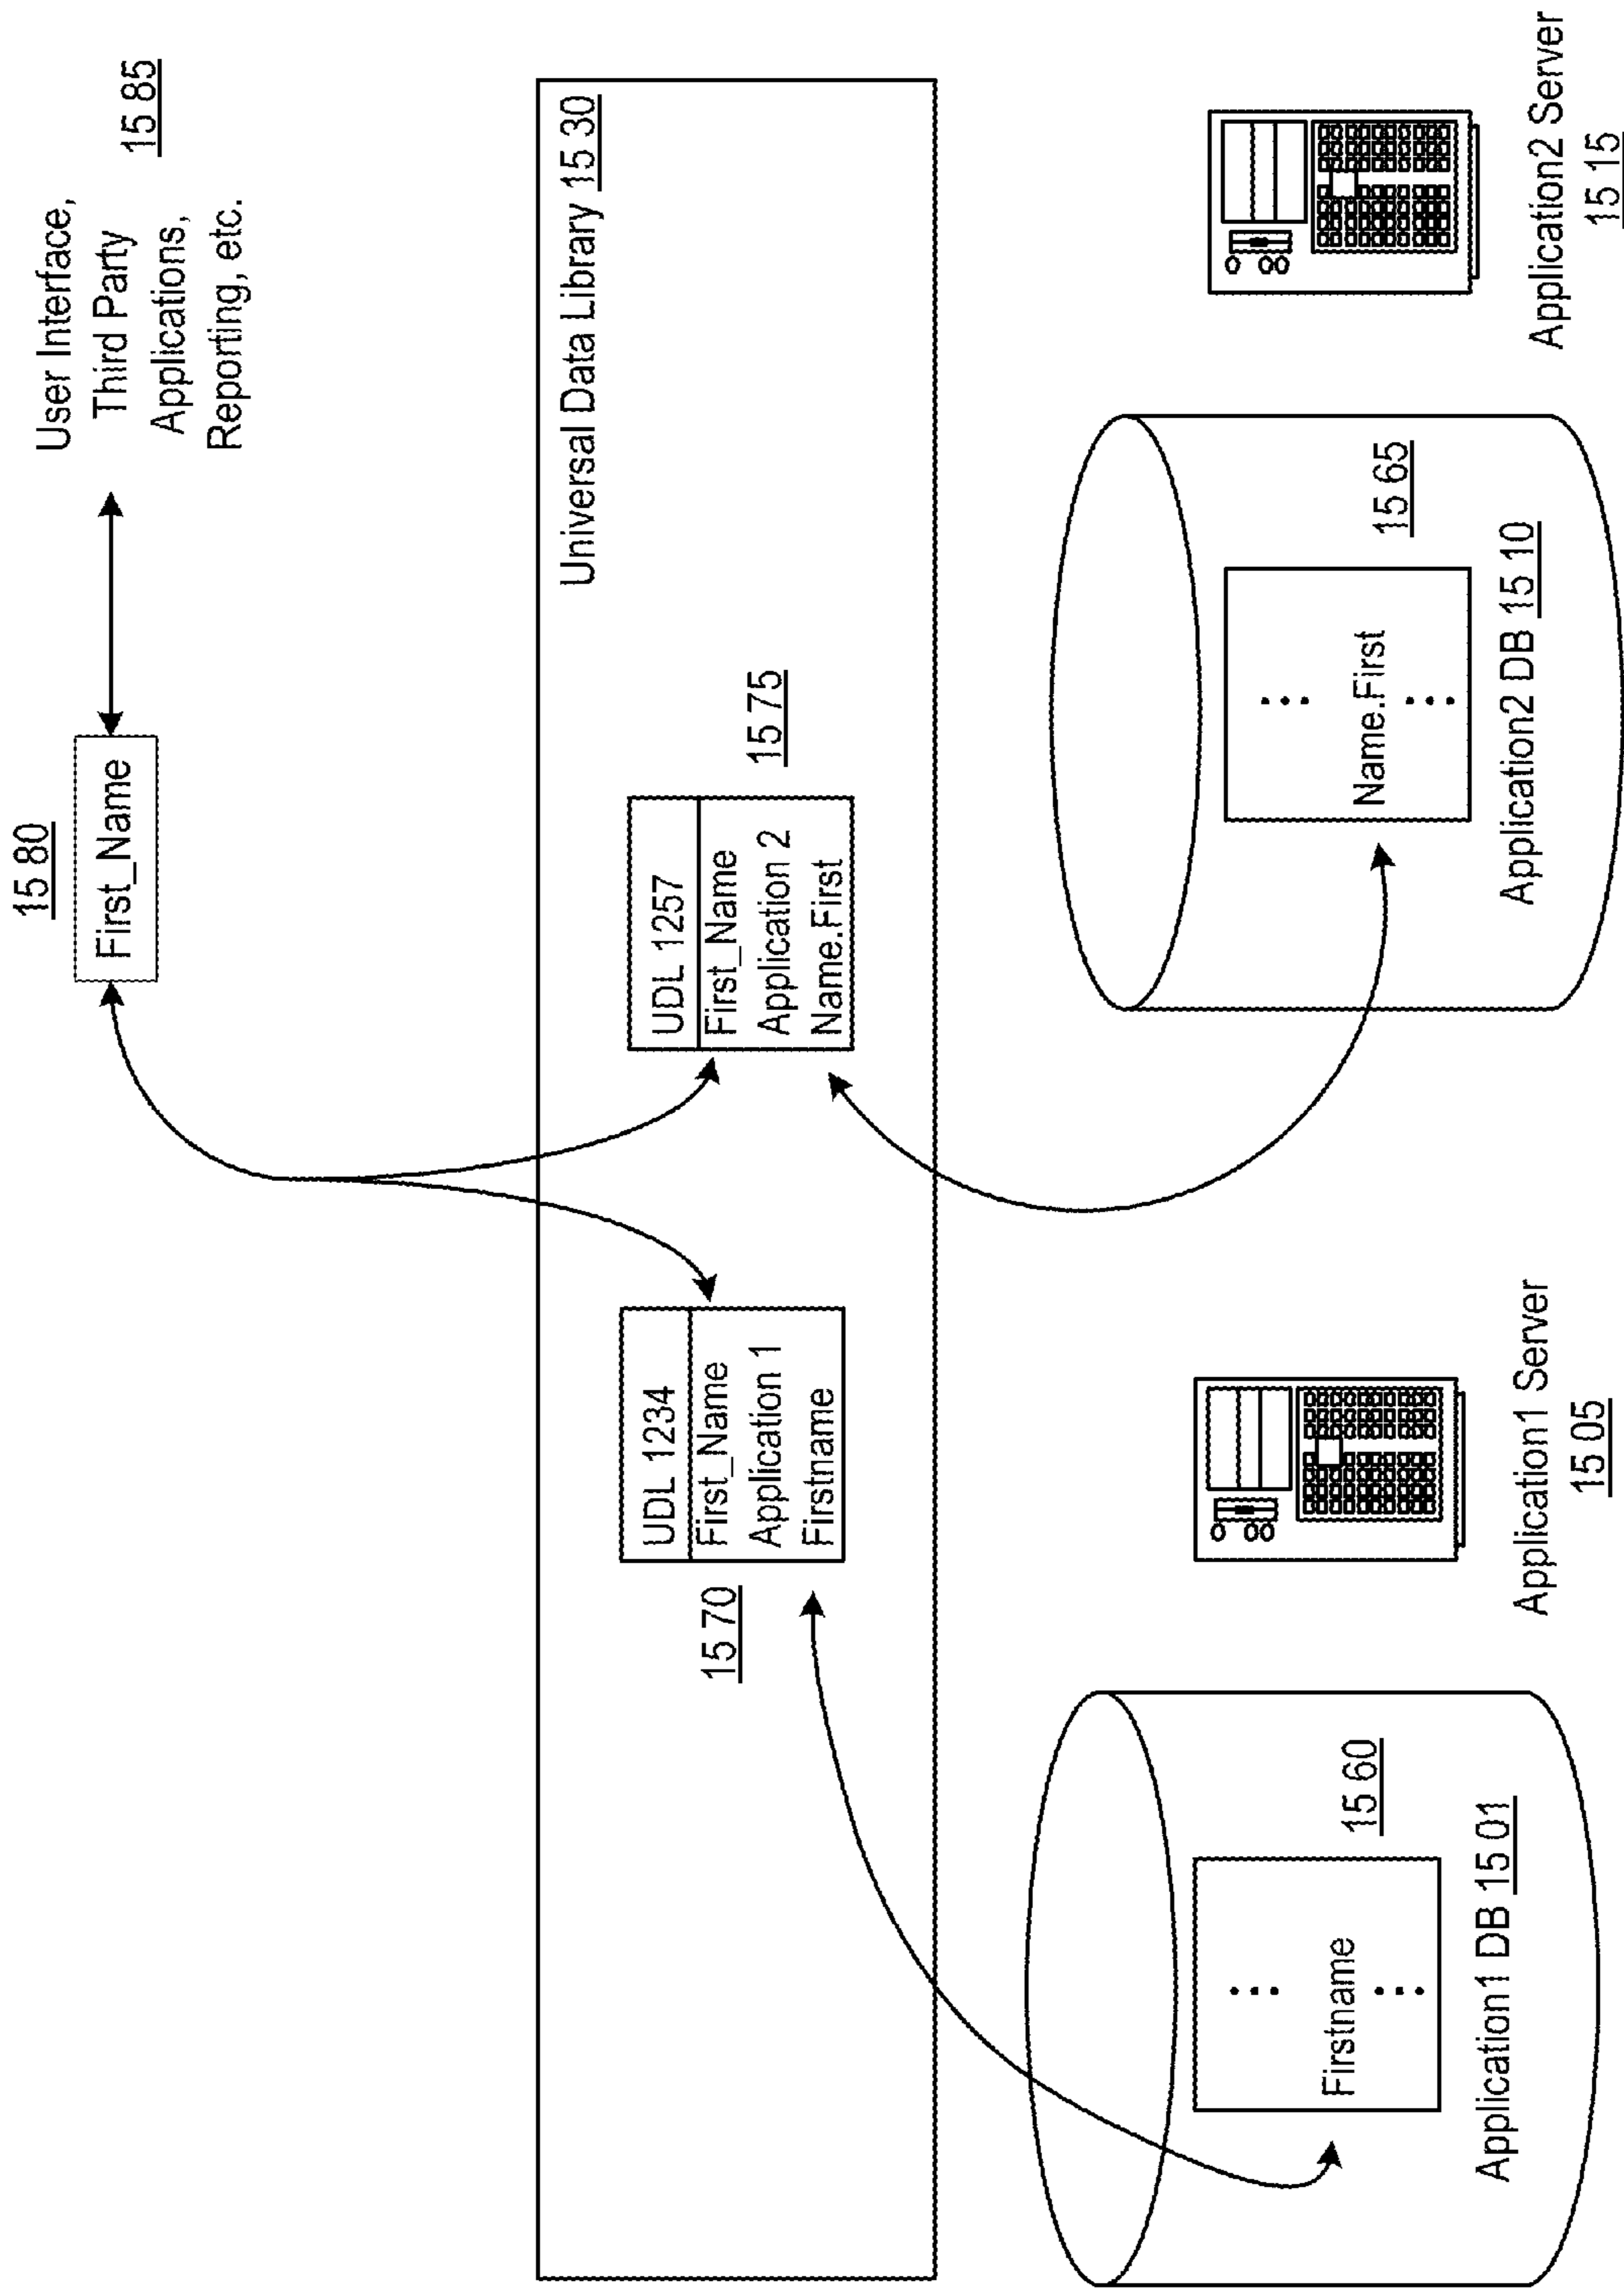 15 80
First_Name
User Interface,
Third Party
Applications,
Reporting, etc.
15 85
Universal Data Library 15 30
15 70
UDL 1234
First_Name
Application 1
Firstname
UDL 1257
First_Name
Application 2
Name.First
15 75
Firstname
15 60
Application1 DB 15 01
Application1 Server
15 05
Name.First
15 65
Application2 DB 15 10
Application2 Server
15 15